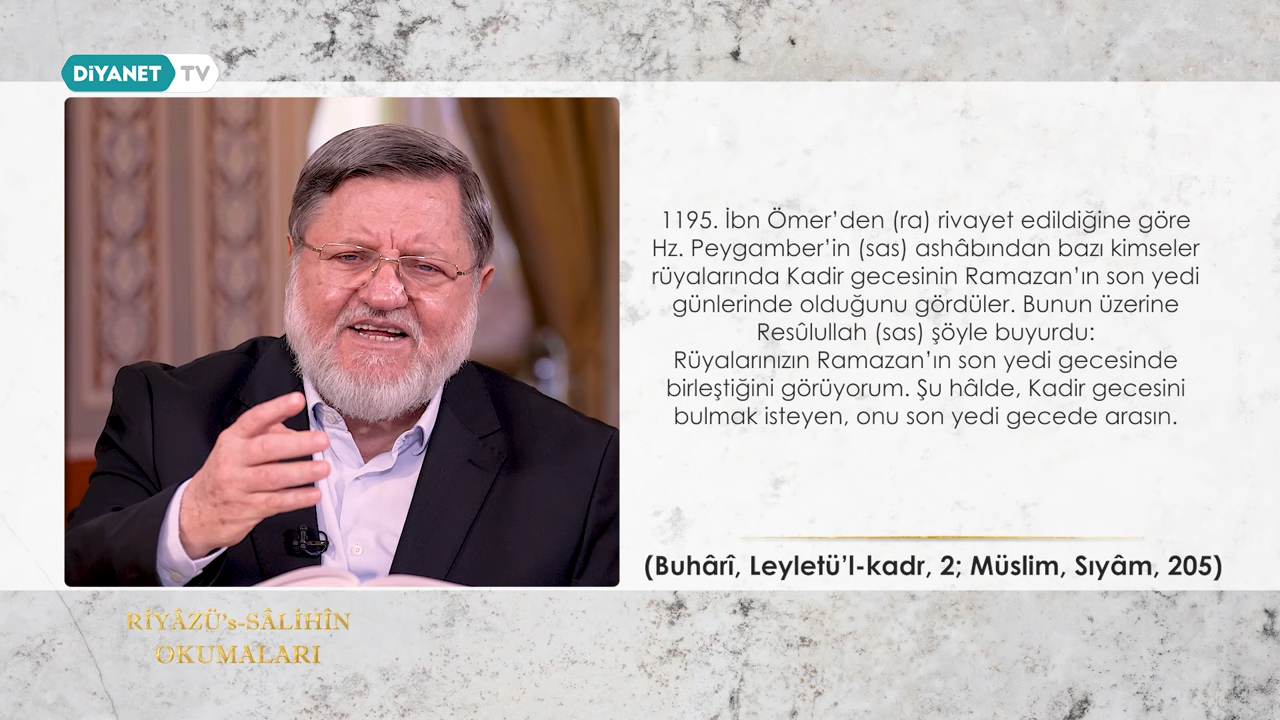 DİYANET TV
1195. İbn Ömer’den (ra) rivayet edildiğine göre
Hz. Peygamber’in (sas) ashâbından bazı kimseler
rüyalarında Kadir gecesinin Ramazan’ın son yedi
günlerinde olduğunu gördüler. Bunun üzerine
Resûlullah (sas) şöyle buyurdu:
Rüyalarınızın Ramazan’ın son yedi gecesinde
birleştiğini görüyorum. Şu hâlde, Kadir gecesini
bulmak isteyen, onu son yedi gecede arasın.
(Buhârî, Leyletü’l-kadr, 2; Müslim, Sıyâm, 205)
RİYÂZÜ’s-SÂLİHÎN
OKUMALARI